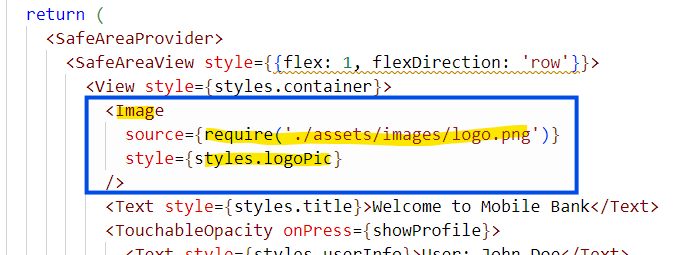 return (
<SafeAreaProvider>
<SafeAreaView style={{flex: 1, flexDirection: 'row'}}>
<View style={styles.container}>
<Image
source={require('./assets/images/logo.png')}
style={styles.logoPic}
/>
<Text style={styles.title}>Welcome to Mobile Bank</Text>
<TouchableOpacity onPress={showProfile}>
<Text style={styles.userInfo}>User: John Doe</Text>